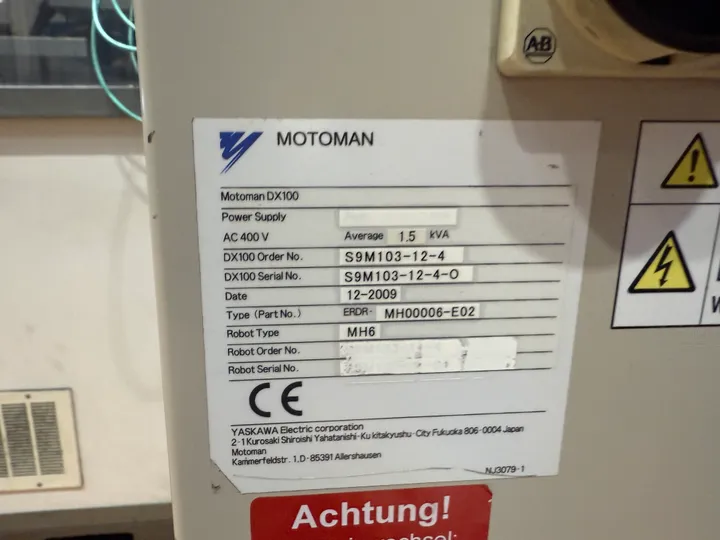 A-B
MOTOMAN
Motoman DX100
Power Supply
AC 400 V Average 1.5 kVA
DX100 Order No. S9M103-12-4
DX100 Serial No. S9M103-12-4-0
Date 12-2009
Type (Part No.) ERDR- MH00006-E02
Robot Type MH6
Robot Order No.
Robot Serial No.
CE
YASKAWA Electric corporation
2-1 Kurosaki Shiroishi Yahatanishi-Ku kitakyushu-City Fukuoka 806-0004 Japan
Motoman
Kammerfeldstr. 1, D-85391 Allershausen
NJ3079-1
Achtung!